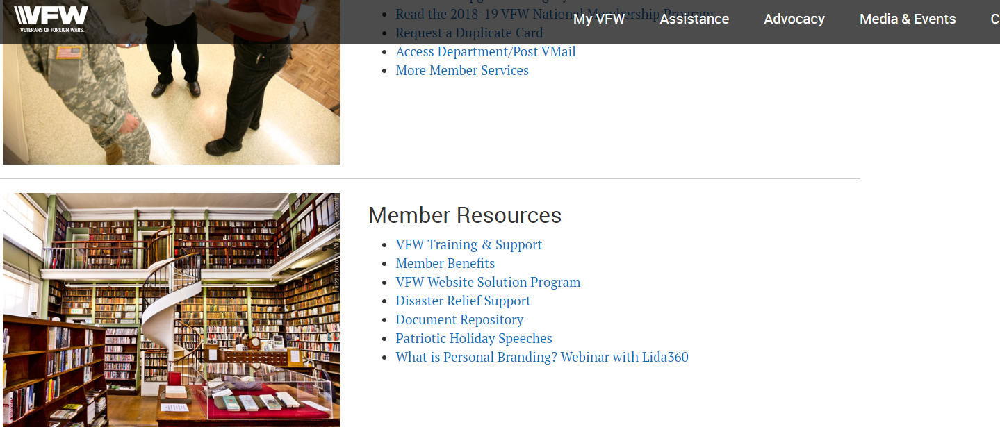 VFW
VETERANS OF FOREIGN WARS.
My VFW
Assistance
Advocacy
Media & Events
C
Read the 2018-19 VFW National Membership Program
Request a Duplicate Card
Access Department/Post VMail
More Member Services
Member Resources
VFW Training & Support
Member Benefits
VFW Website Solution Program
Disaster Relief Support
Document Repository
Patriotic Holiday Speeches
What is Personal Branding? Webinar with Lida360